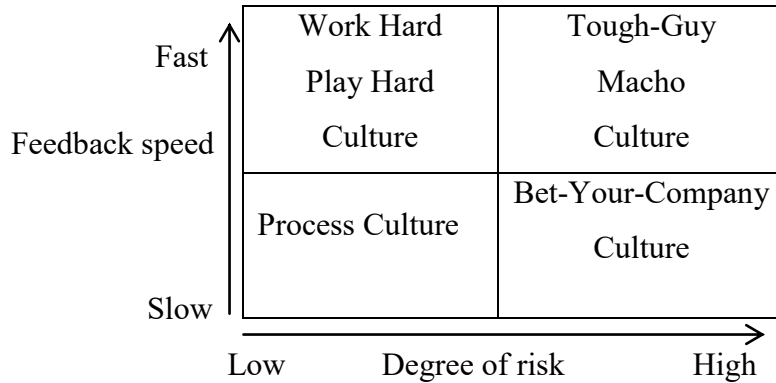 Fast
Feedback speed
Slow
Work Hard
Play Hard
Culture
Tough-Guy
Macho
Culture
Process Culture
Bet-Your-Company
Culture
Low
Degree of risk
High